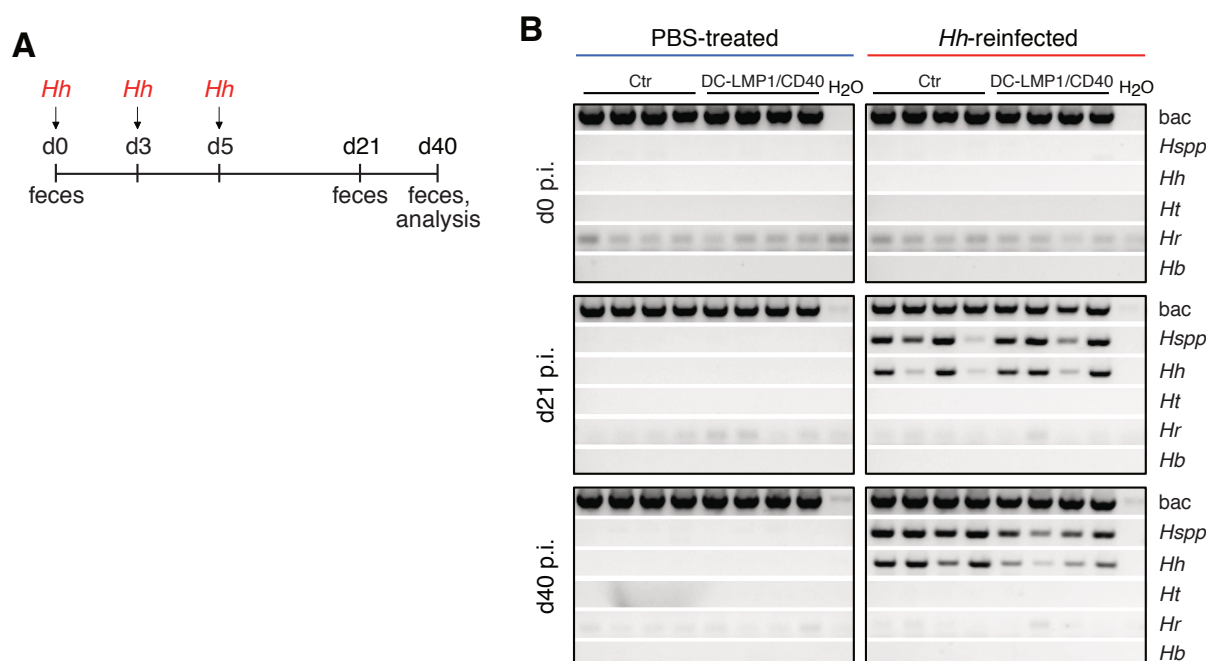 A
Hh Hh Hh
d0 d3 d5 d21 d40
feces feces feces,
analysis
B
PBS-treated Hh-reinfected
Ctr DC-LMP1/CD40 H2O Ctr DC-LMP1/CD40 H2O
d0 p.i.
bac
Hspp
Hh
Ht
Hr
Hb
d21 p.i.
bac
Hspp
Hh
Ht
Hr
Hb
d40 p.i.
bac
Hspp
Hh
Ht
Hr
Hb